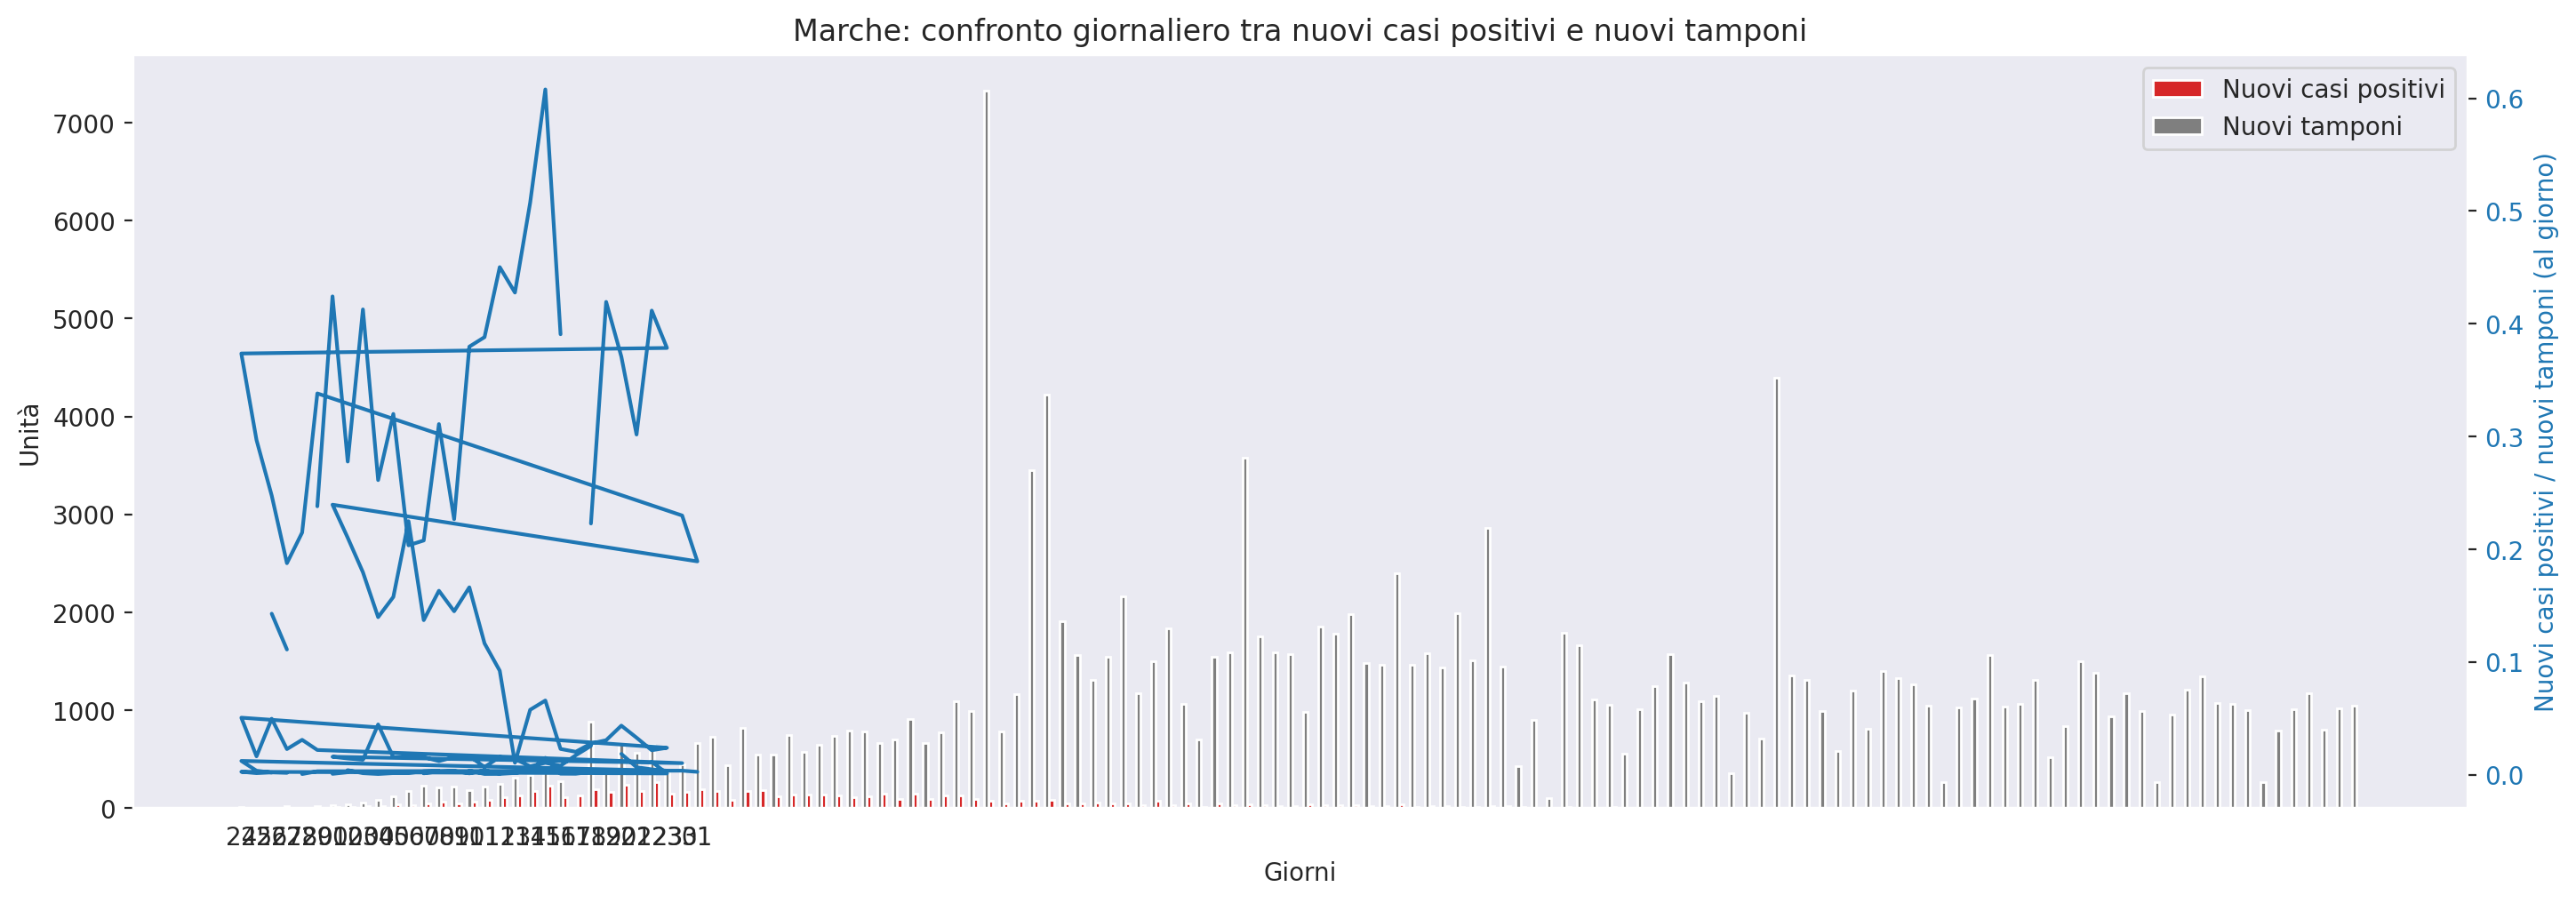 Marche: confronto giornaliero tra nuovi casi positivi e nuovi tamponi
Nuovi casi positivi
Nuovi tamponi
7000
6000
5000
4000
3000
2000
1000
0
Unità
0.6
0.5
0.4
0.3
0.2
0.1
0.0
Nuovi casi positivi / nuovi tamponi (al giorno)
Giorni